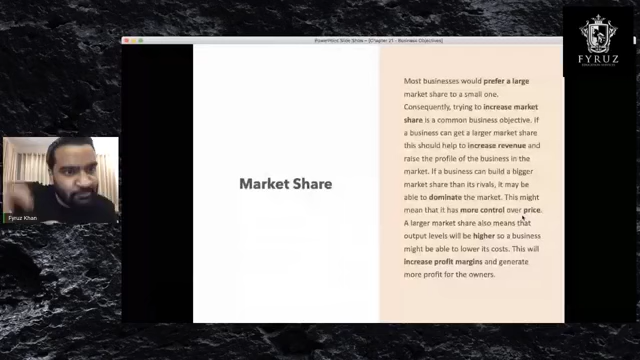 PowerPoint Slide Show - [Chapter 21 - Business Objectives]
FYRUZ
Market Share
Most businesses would prefer a large
market share to a small one.
Consequently, trying to increase market
share is a common business objective. If
a business can get a larger market share
this should help to increase revenue and
raise the profile of the business in the
market. If a business can build a bigger
market share than its rivals, it may be
able to dominate the market. This might
mean that it has more control over price.
A larger market share also means that
output levels will be higher so a business
might be able to lower its costs. This will
increase profit margins and generate
more profit for the owners.
Fyruz Khan